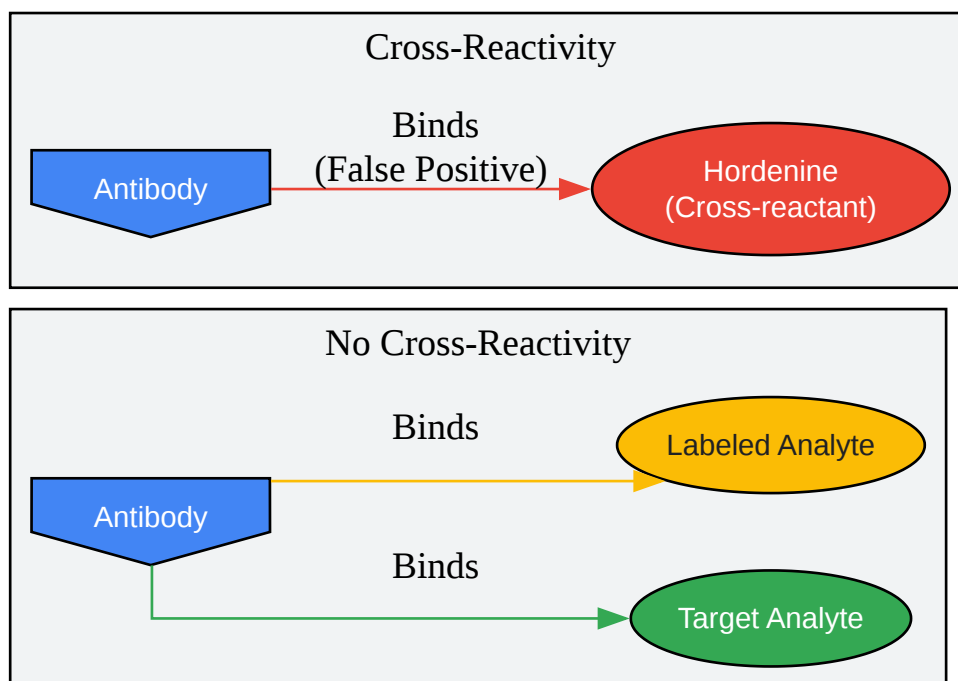 Cross-Reactivity
Binds
(False Positive)
Antibody
Hordenine
(Cross-reactant)
No Cross-Reactivity
Binds
Labeled Analyte
Antibody
Binds
Target Analyte